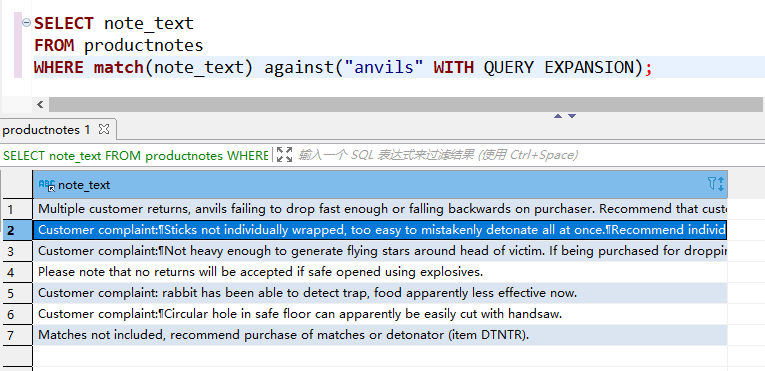 SELECT note_text
FROM productnotes
WHERE match(note_text) against("anvils" WITH QUERY EXPANSION);
productnotes 1
SELECT note_text FROM productnotes WHERE 输入一个 SQL 表达式来过滤结果 (使用 Ctrl+Space)
ABC note_text
1 Multiple customer returns, anvils failing to drop fast enough or falling backwards on purchaser. Recommend that cust
2 Customer complaint:¶Sticks not individually wrapped, too easy to mistakenly detonate all at once.¶Recommend individ
3 Customer complaint:¶Not heavy enough to generate flying stars around head of victim. If being purchased for droppin
4 Please note that no returns will be accepted if safe opened using explosives.
5 Customer complaint: rabbit has been able to detect trap, food apparently less effective now.
6 Customer complaint:¶Circular hole in safe floor can apparently be easily cut with handsaw.
7 Matches not included, recommend purchase of matches or detonator (item DTNTR).